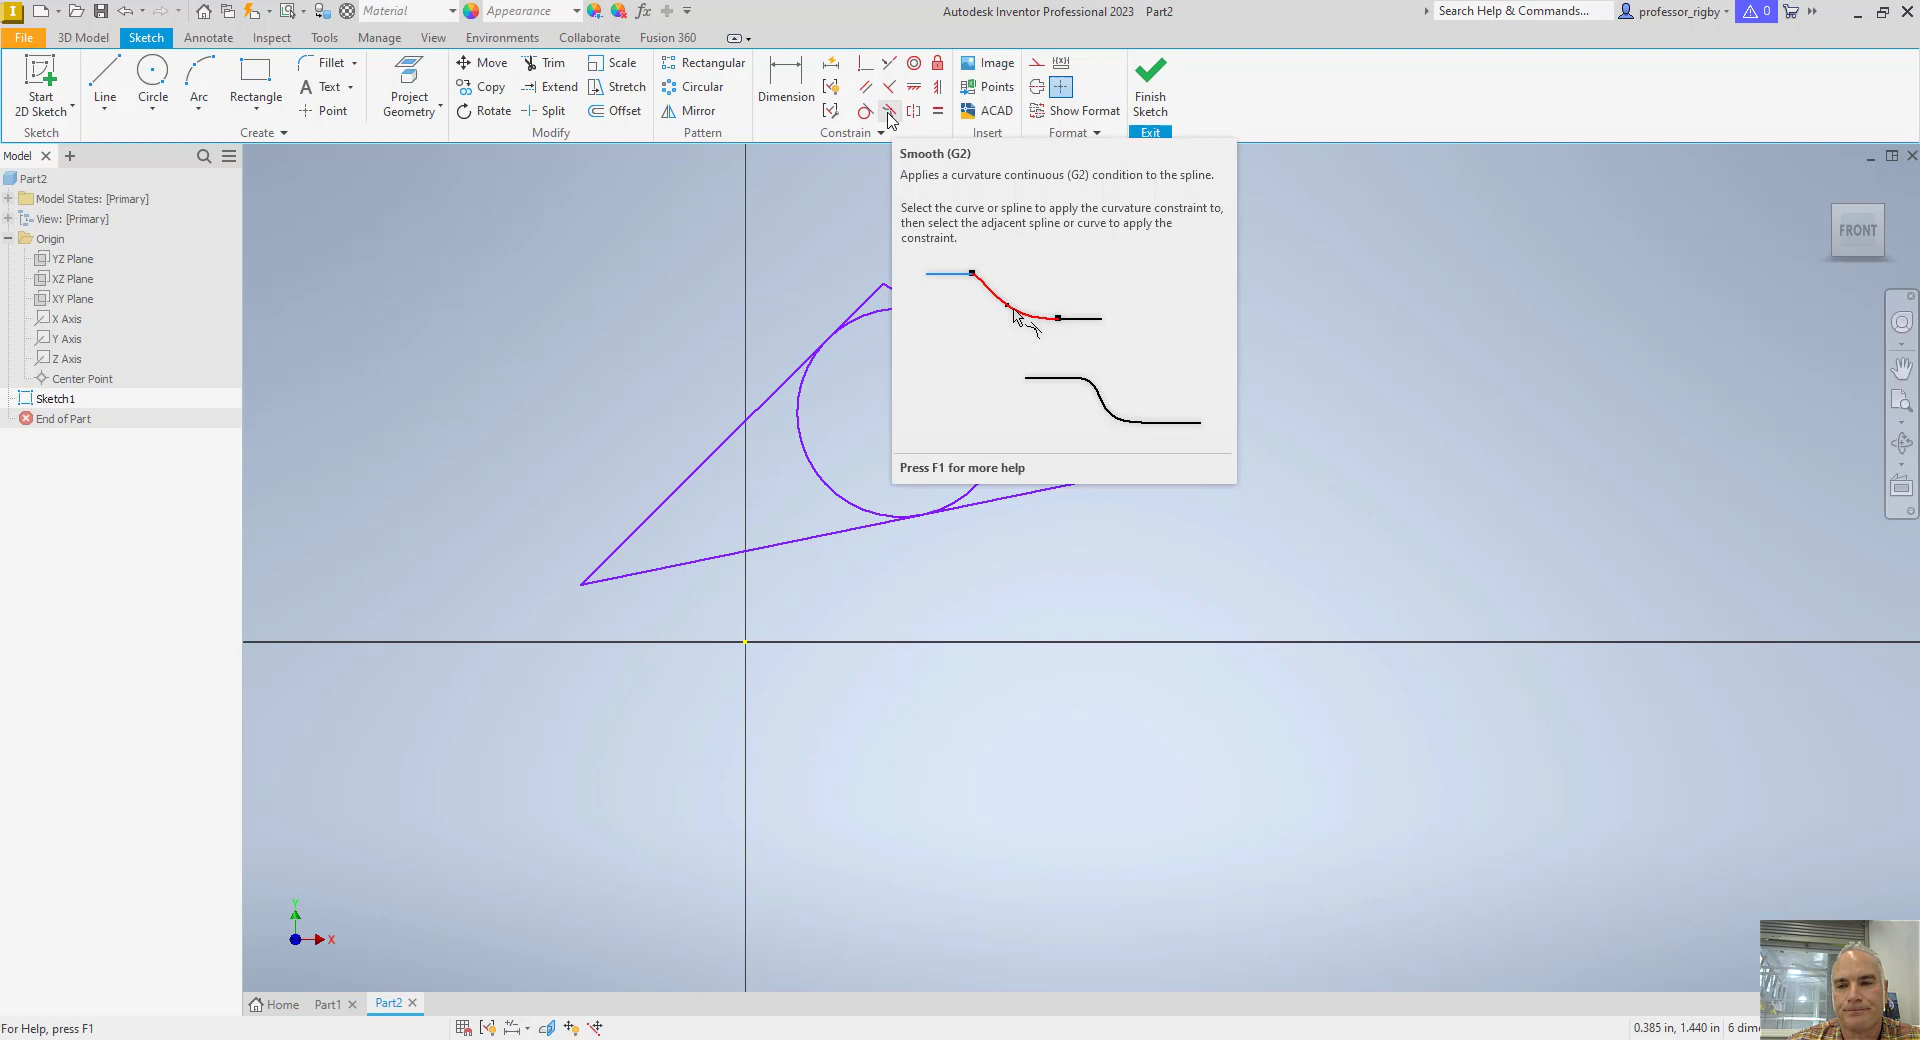 Material
Appearance
fx
Autodesk Inventor Professional 2023 Part2
Search Help & Commands...
professor_rigby
0
File
3D Model
Sketch
Annotate
Inspect
Tools
Manage
View
Environments
Collaborate
Fusion 360
Start
2D Sketch
Line
Circle
Arc
Rectangle
Fillet
Text
Point
Project
Geometry
Move
Copy
Rotate
Trim
Extend
Split
Scale
Stretch
Offset
Rectangular
Circular
Mirror
Dimension
Image
Points
ACAD
Show Format
Finish
Sketch
Sketch
Create
Modify
Pattern
Constrain
Insert
Format
Exit
Model
Part2
Model States: [Primary]
View: [Primary]
Origin
YZ Plane
XZ Plane
XY Plane
X Axis
Y Axis
Z Axis
Center Point
Sketch1
End of Part
Smooth (G2)
Applies a curvature continuous (G2) condition to the spline.
Select the curve or spline to apply the curvature constraint to,
then select the adjacent spline or curve to apply the
constraint.
Press F1 for more help
FRONT
Y
X
Home
Part1
Part2
For Help, press F1
0.385 in, 1.440 in
6 dime